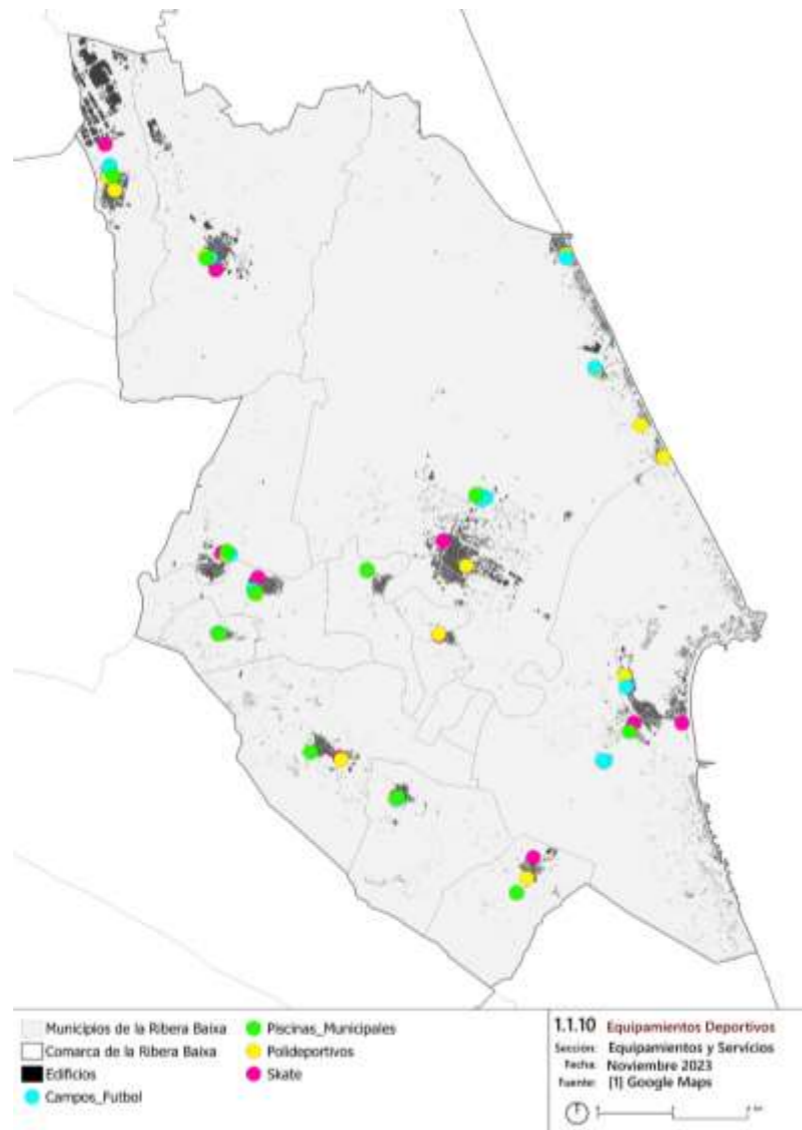 Municipios de la Ribera Baixa
Comarca de la Ribera Baixa
Edificios
Campos_Futbol
Piscinas_Municipales
Polideportivos
Skate
1.1.10 Equipamientos Deportivos
Sección: Equipamientos y Servicios
Fecha: Noviembre 2023
Fuente: [1] Google Maps